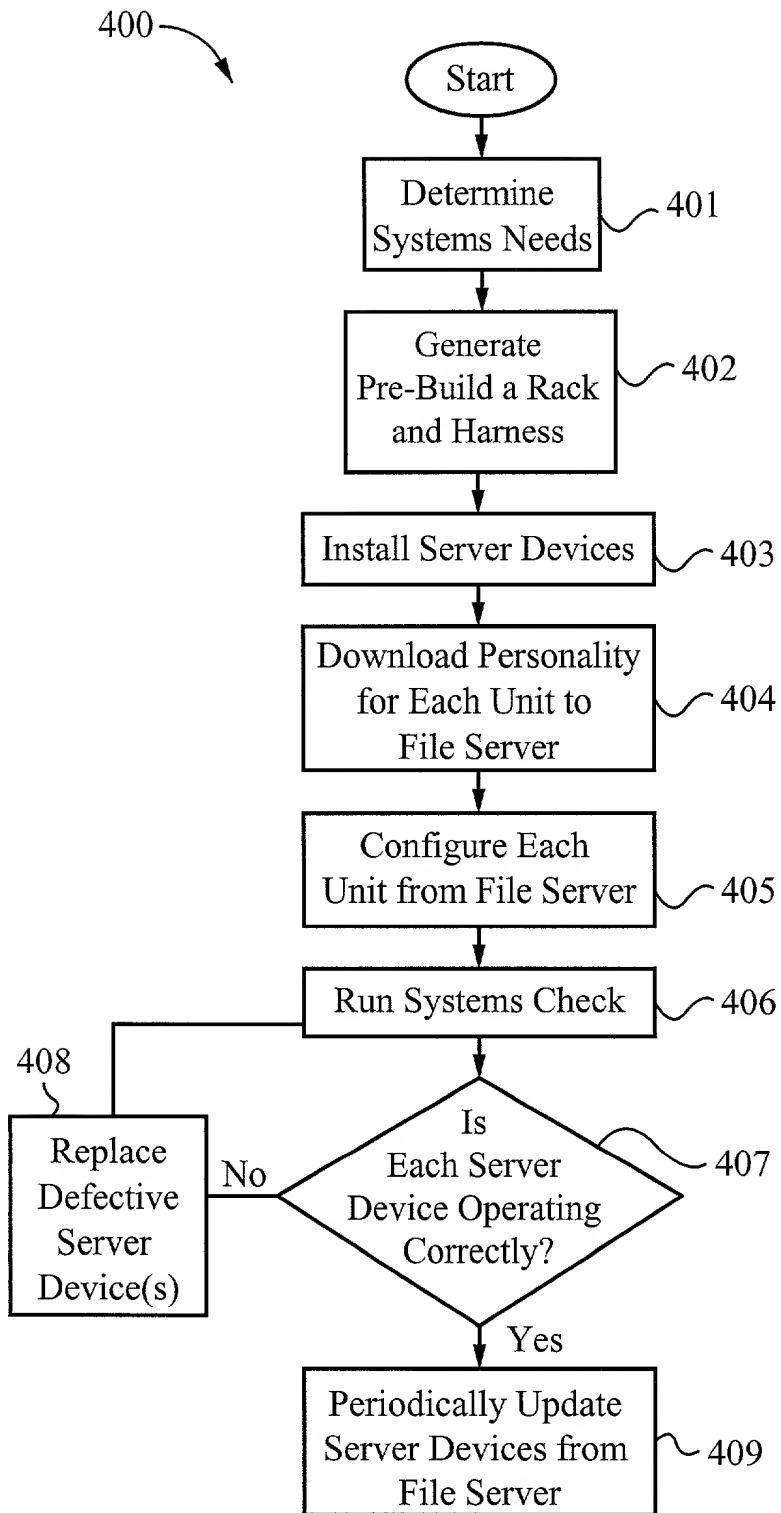 400
Start
Determine
Systems Needs
401
Generate
Pre-Build a Rack
and Harness
402
Install Server Devices
403
Download Personality
for Each Unit to
File Server
404
Configure Each
Unit from File Server
405
Run Systems Check
406
408
Replace
Defective
Server
Device(s)
No
Is
Each Server
Device Operating
Correctly?
407
Yes
Periodically Update
Server Devices from
File Server
409